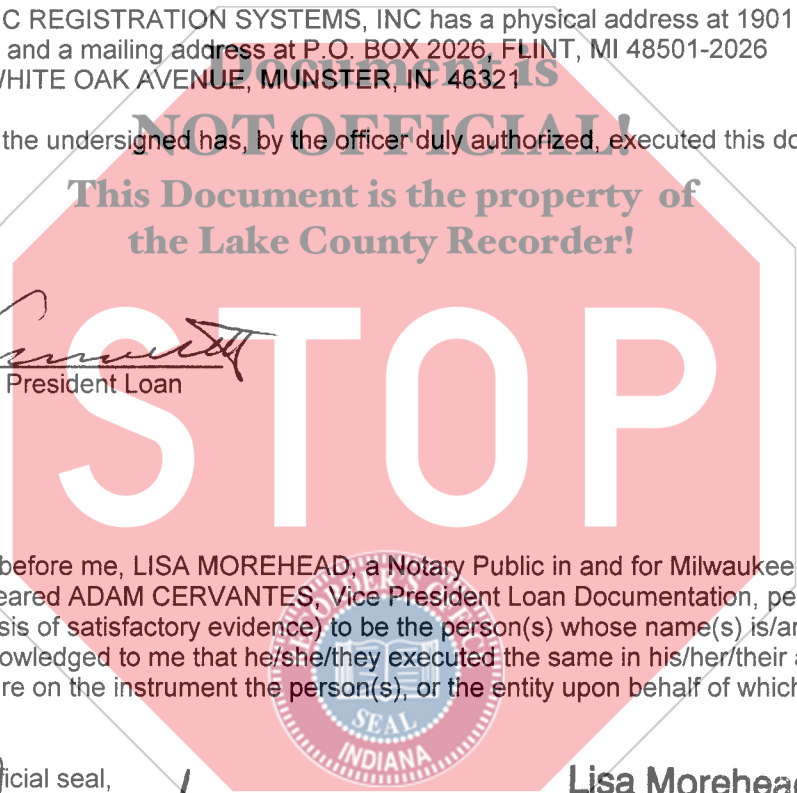 C REGISTRATION SYSTEMS, INC has a physical address at 1901
and a mailing address at P.O. BOX 2026, FLINT, MI 48501-2026
WHITE OAK AVENUE, MUNSTER, IN 46321
Document is
the undersigned has, by the officer duly authorized, executed this do
NOT OFFICIAL!
This Document is the property of
the Lake County Recorder!
President Loan
STOP
before me, LISA MOREHEAD, a Notary Public in and for Milwaukee
eared ADAM CERVANTES, Vice President Loan Documentation, pe
sis of satisfactory evidence) to be the person(s) whose name(s) is/ar
owledged to me that he/she/they executed the same in his/her/their a
re on the instrument the person(s), or the entity upon behalf of which
SEAL
INDIANA
ficial seal,
Lisa Morehead